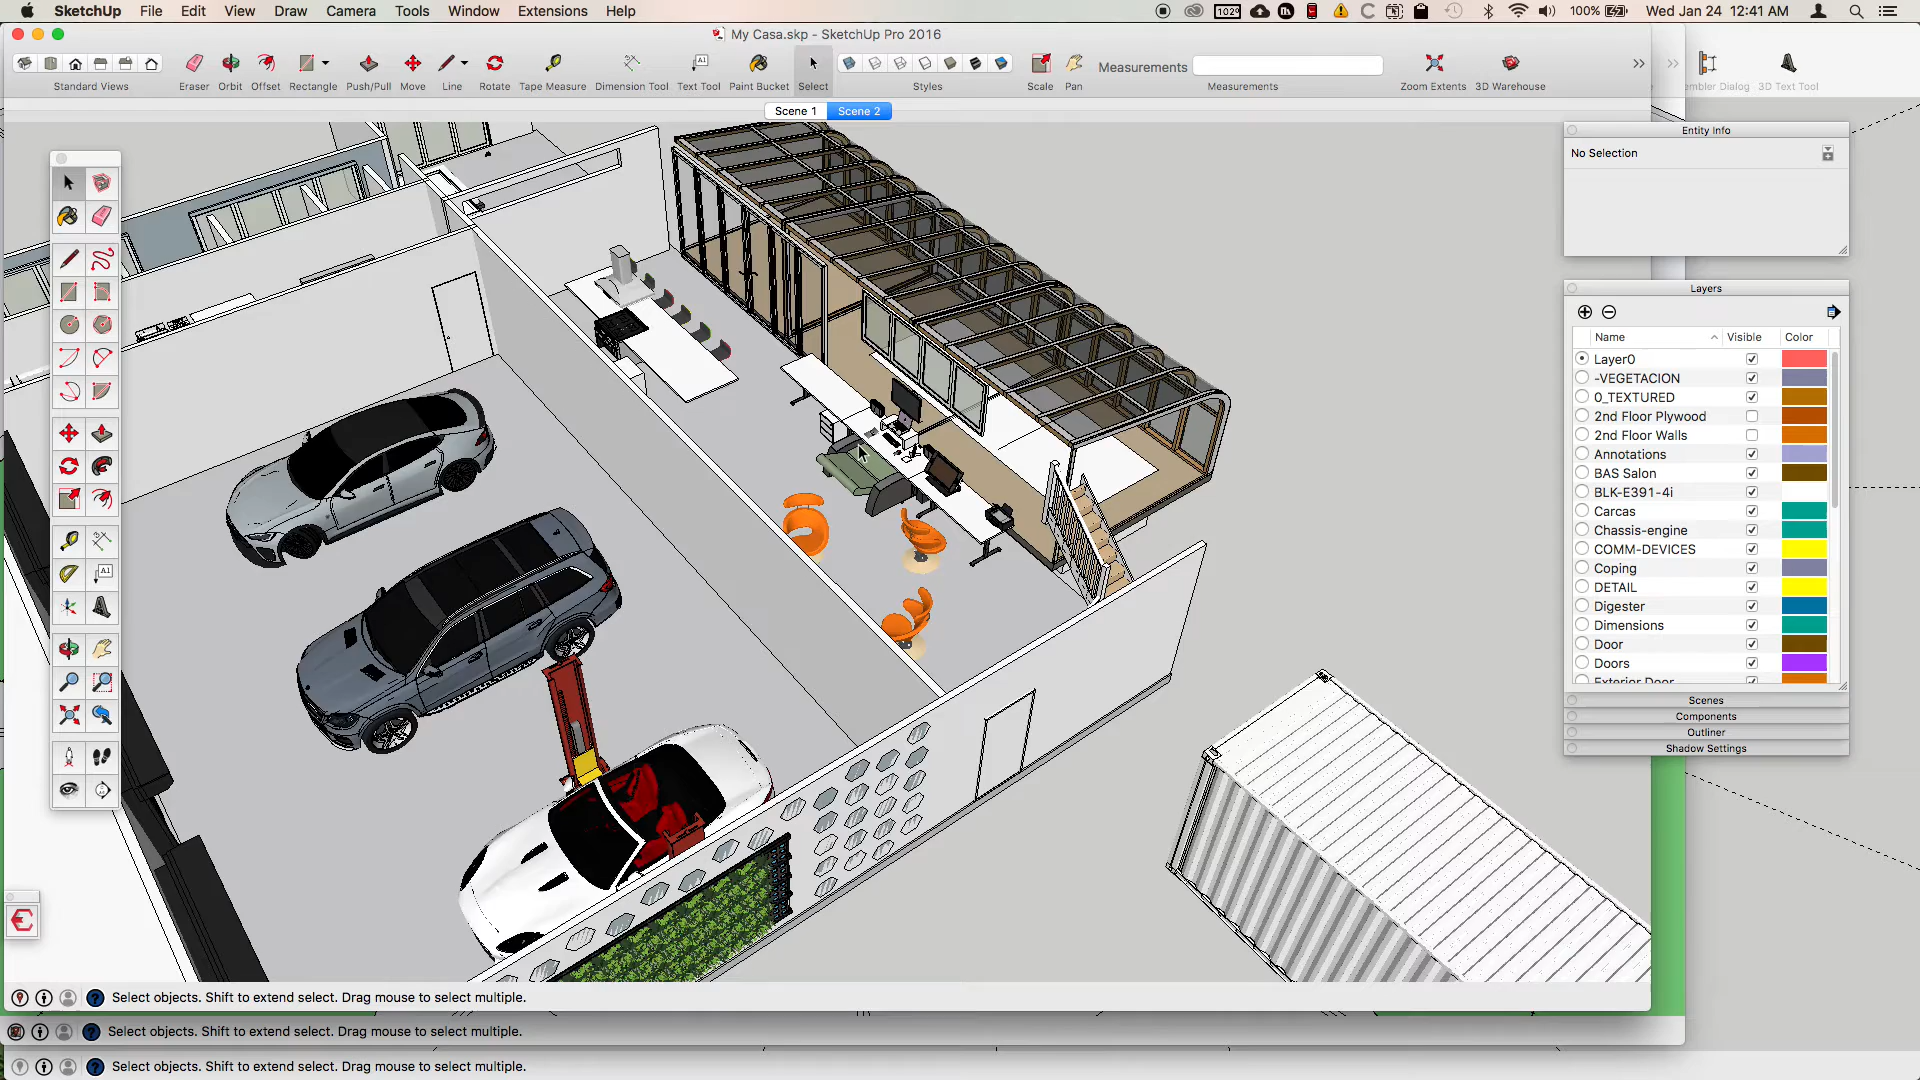 SketchUp File Edit View Draw Camera Tools Window Extensions Help
102° 100% Wed Jan 24 12:41 AM
My Casa.skp - SketchUp Pro 2016
Measurements
Standard Views Eraser Orbit Offset Rectangle Push/Pull Move Line Rotate Tape Measure Dimension Tool Text Tool Paint Bucket Select Styles Scale Pan Measurements Zoom Extents 3D Warehouse
mbler Dialog 3D Text Tool
Scene 1 Scene 2
Entity Info
No Selection
Layers
Name Visible Color
Layer0
-VEGETACION
0_TEXTURED
2nd Floor Plywood
2nd Floor Walls
Annotations
BAS Salon
BLK-E391-4i
Carcas
Chassis-engine
COMM-DEVICES
Coping
DETAIL
Digester
Dimensions
Door
Doors
Exterior Door
Scenes
Components
Outliner
Shadow Settings
Select objects. Shift to extend select. Drag mouse to select multiple.
Select objects. Shift to extend select. Drag mouse to select multiple.
Select objects. Shift to extend select. Drag mouse to select multiple.